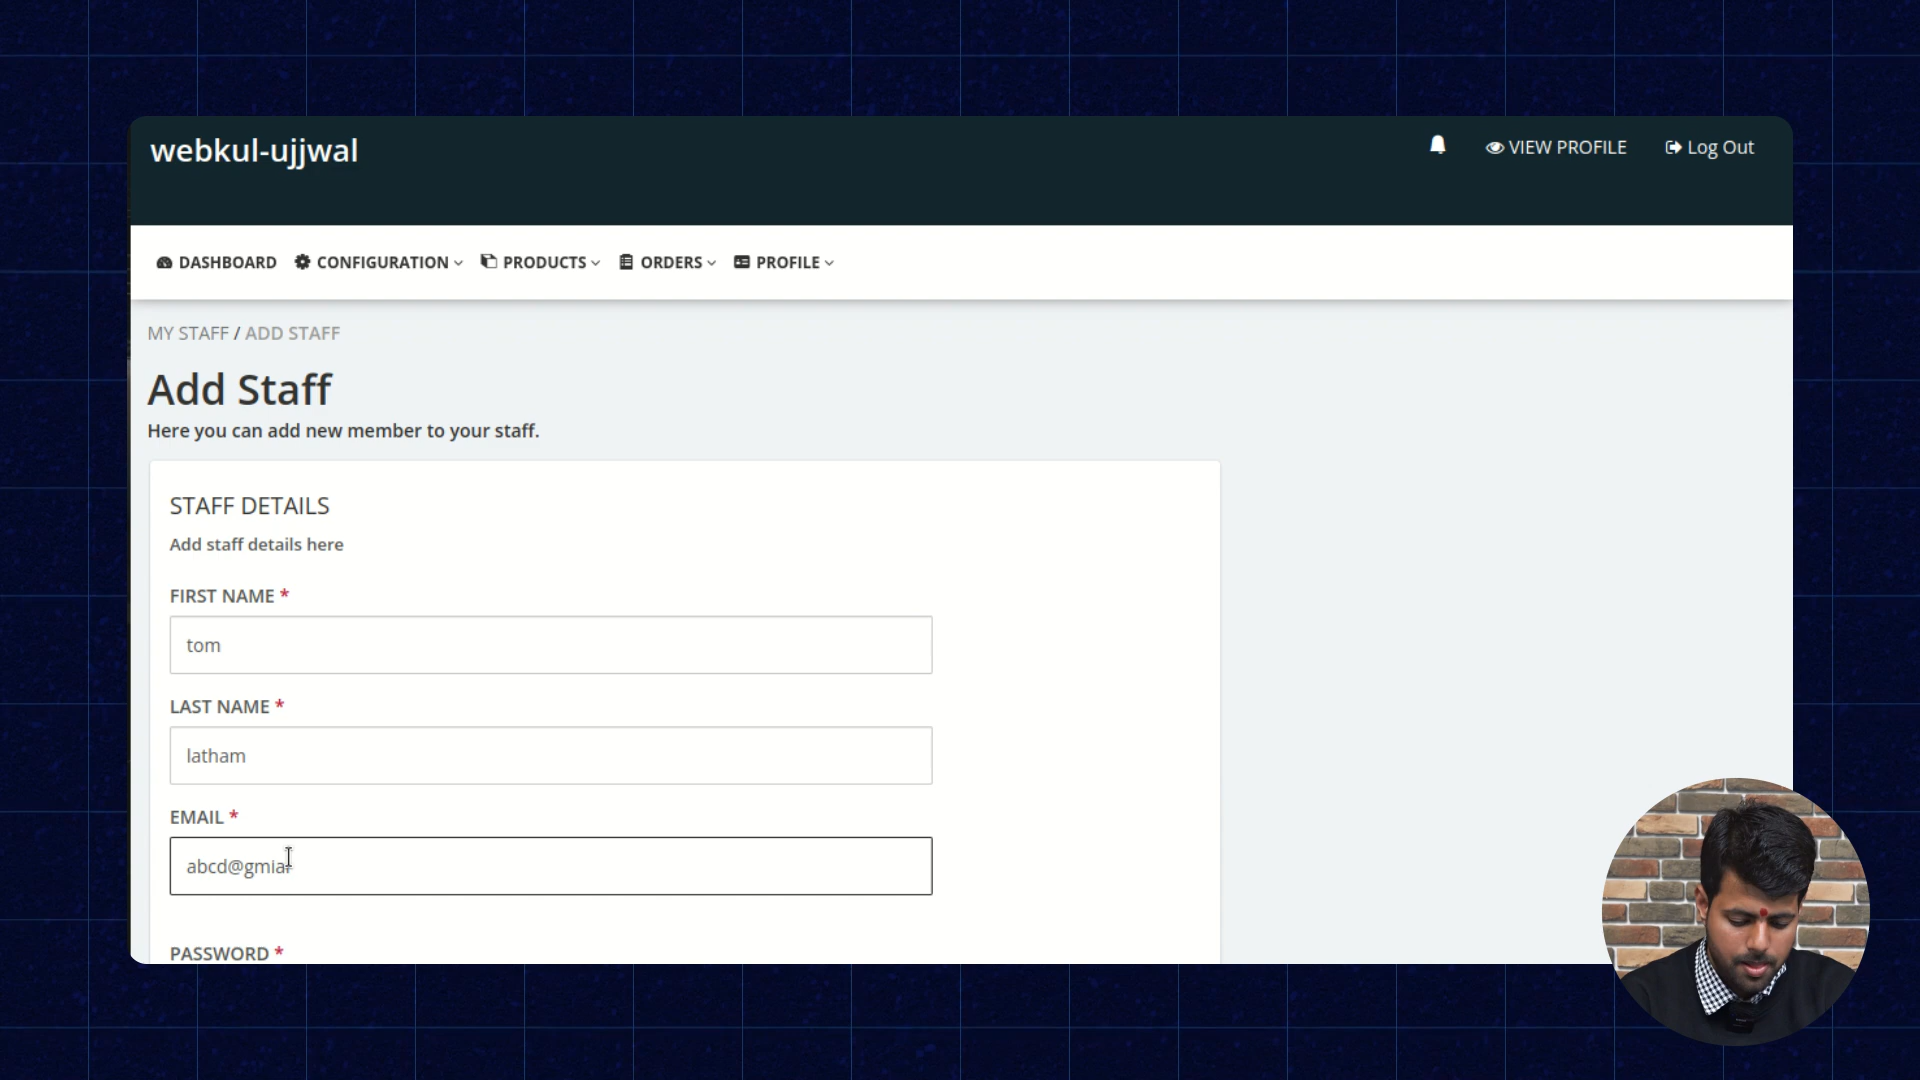 webkul-ujjwal
VIEW PROFILE
Log Out
DASHBOARD CONFIGURATION PRODUCTS ORDERS PROFILE
MY STAFF / ADD STAFF
Add Staff
Here you can add new member to your staff.
STAFF DETAILS
Add staff details here
FIRST NAME *
tom
LAST NAME *
latham
EMAIL *
abcd@gmial
PASSWORD *